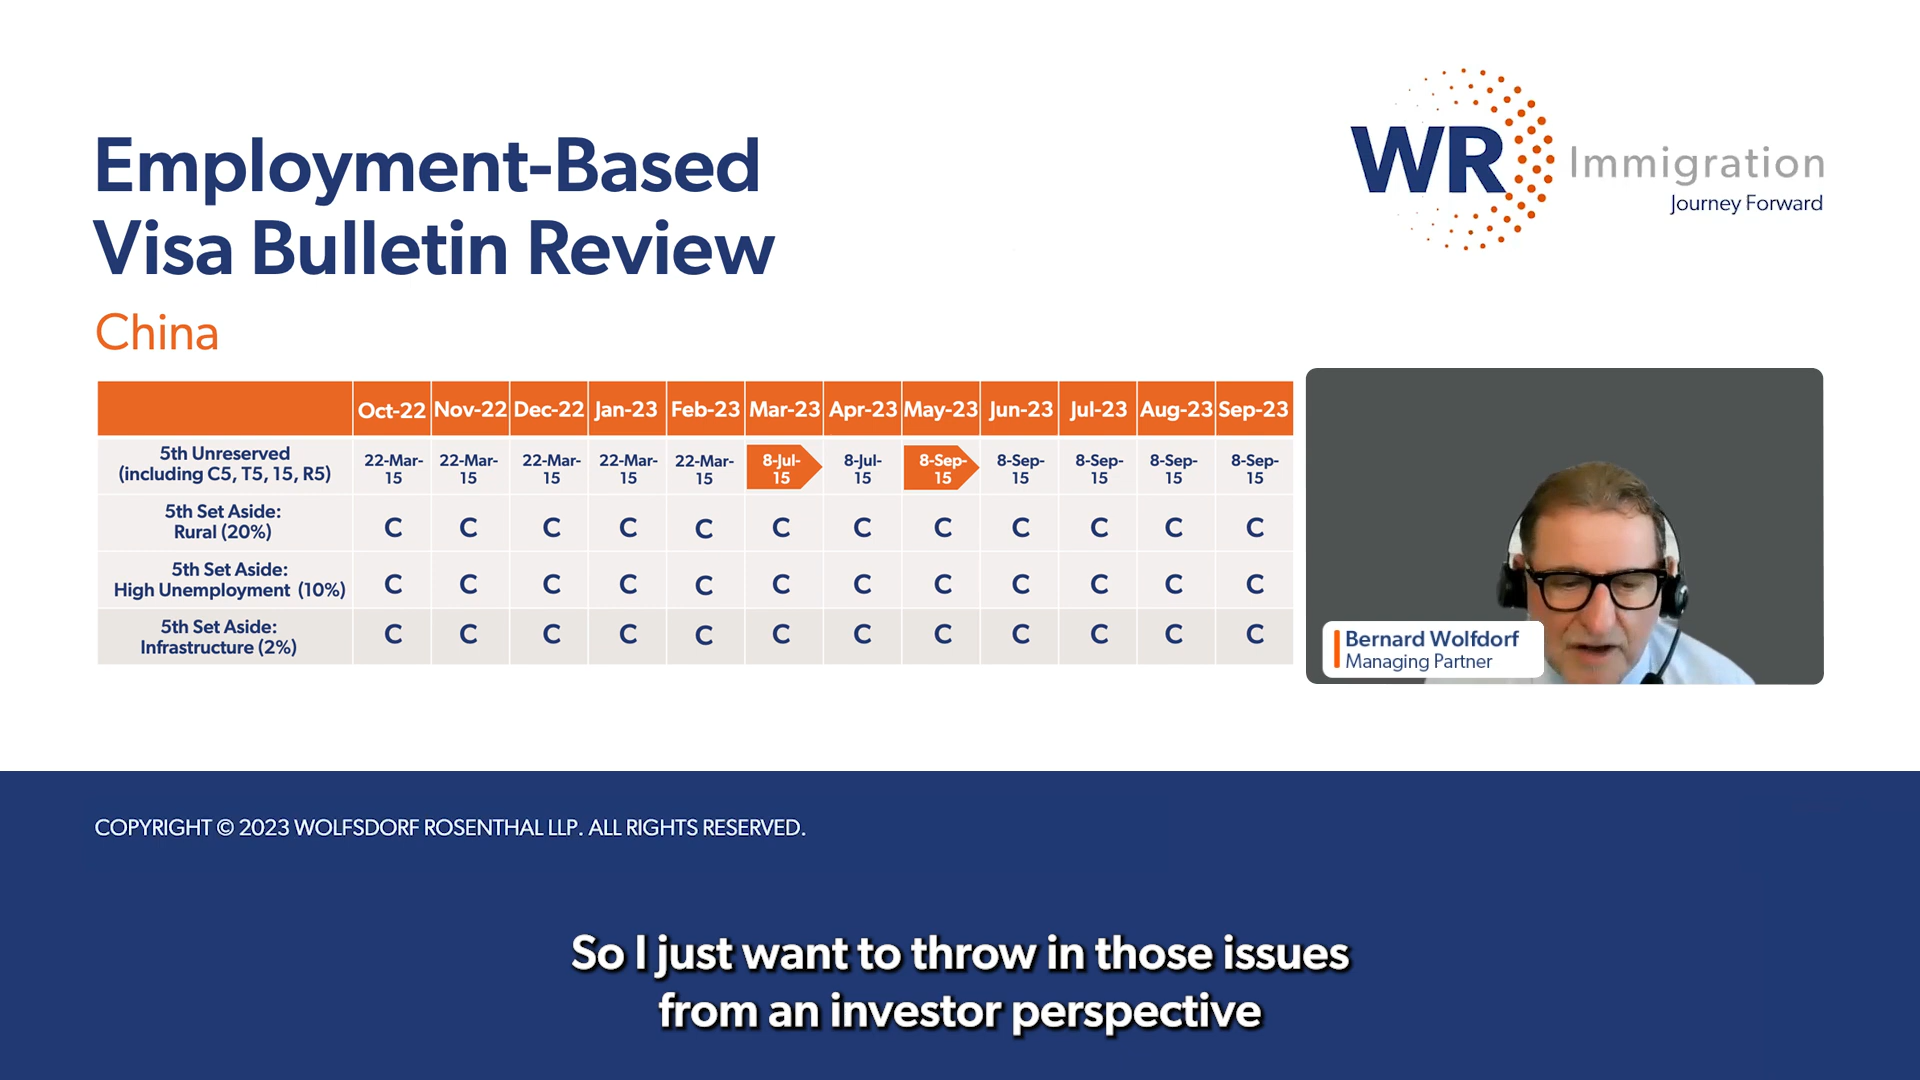 Employment-Based
Visa Bulletin Review
China
WR Immigration
Journey Forward
Oct-22 Nov-22 Dec-22 Jan-23 Feb-23 Mar-23 Apr-23 May-23 Jun-23 Jul-23 Aug-23 Sep-23
5th Unreserved
(including C5, T5, 15, R5)
22-Mar- 22-Mar- 22-Mar- 22-Mar- 22-Mar- 8-Jul- 8-Jul- 8-Sep- 8-Sep- 8-Sep- 8-Sep- 8-Sep-
15 15 15 15 15 15 15 15 15 15 15 15
5th Set Aside:
Rural (20%)
C C C C C C C C C C C C
5th Set Aside:
High Unemployment (10%)
C C C C C C C C C C C C
5th Set Aside:
Infrastructure (2%)
C C C C C C C C C C C C
Bernard Wolfdorf
Managing Partner
COPYRIGHT © 2023 WOLFSDORF ROSENTHAL LLP. ALL RIGHTS RESERVED.
So I just want to throw in those issues
from an investor perspective